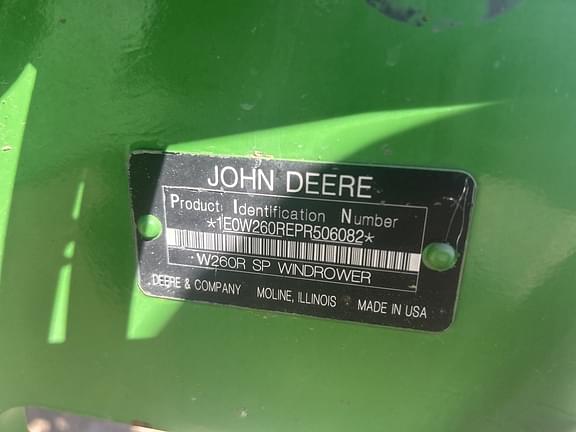 JOHN DEERE
Product Identification Number
*1E0W260REPR506082*
W260R SP WINDROWER
DEERE & COMPANY MOLINE, ILLINOIS MADE IN USA